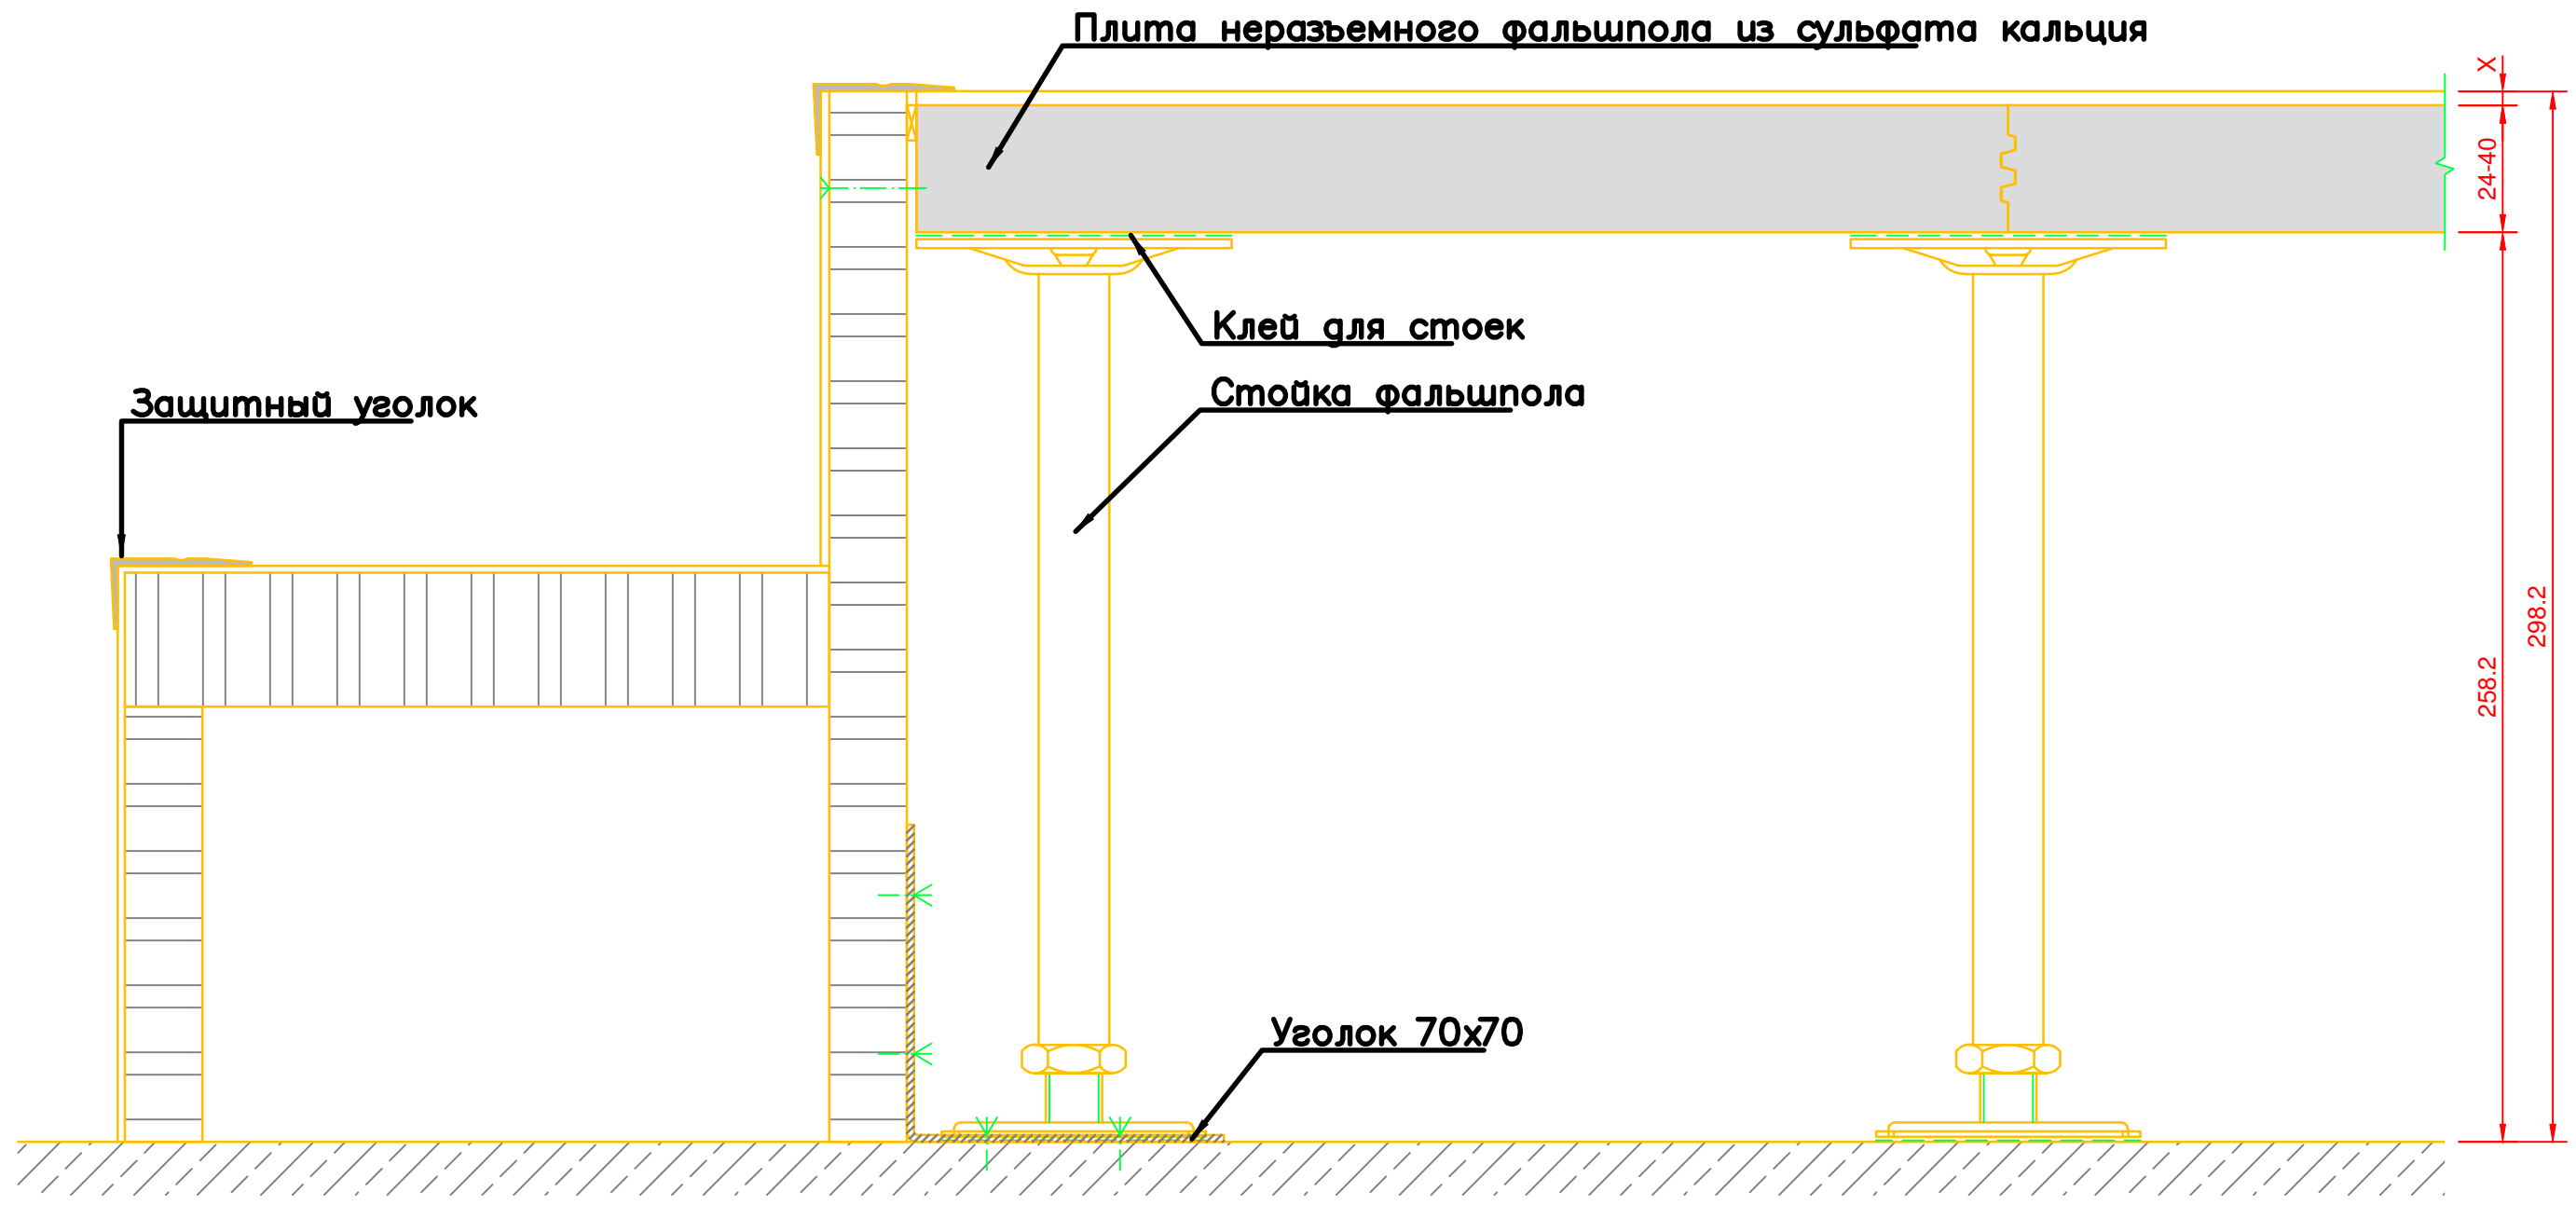 Плита неразъемного фальшпола из сульфата кальция
X
24-40
Клей для стоек
Стойка фальшпола
Защитный уголок
298.2
258.2
Уголок 70х70